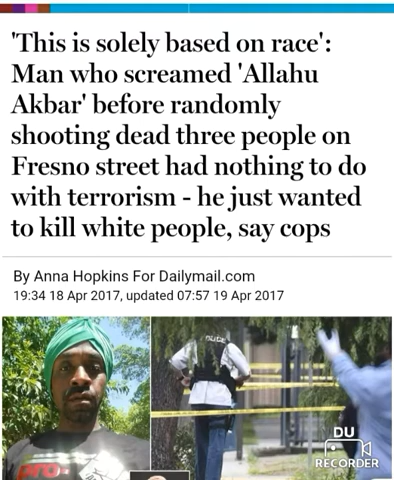 'This is solely based on race':
Man who screamed 'Allahu
Akbar' before randomly
shooting dead three people on
Fresno street had nothing to do
with terrorism - he just wanted
to kill white people, say cops
By Anna Hopkins For Dailymail.com
19:34 18 Apr 2017, updated 07:57 19 Apr 2017
POLICE
pro
DU
RECORDER